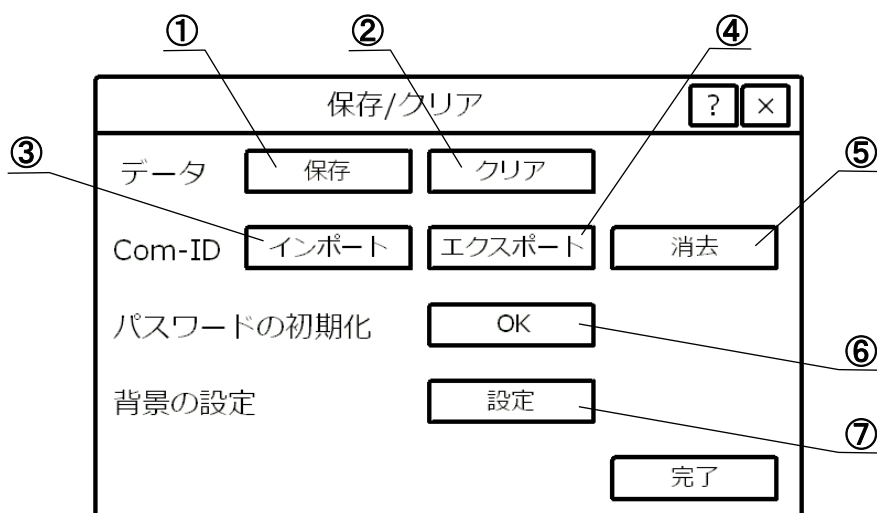 ① ② ④
保存/クリア ? ×
③ ⑤
データ 保存 クリア
Com-ID インポート エクスポート 消去
パスワードの初期化 OK
⑥
背景の設定 設定
⑦
完了